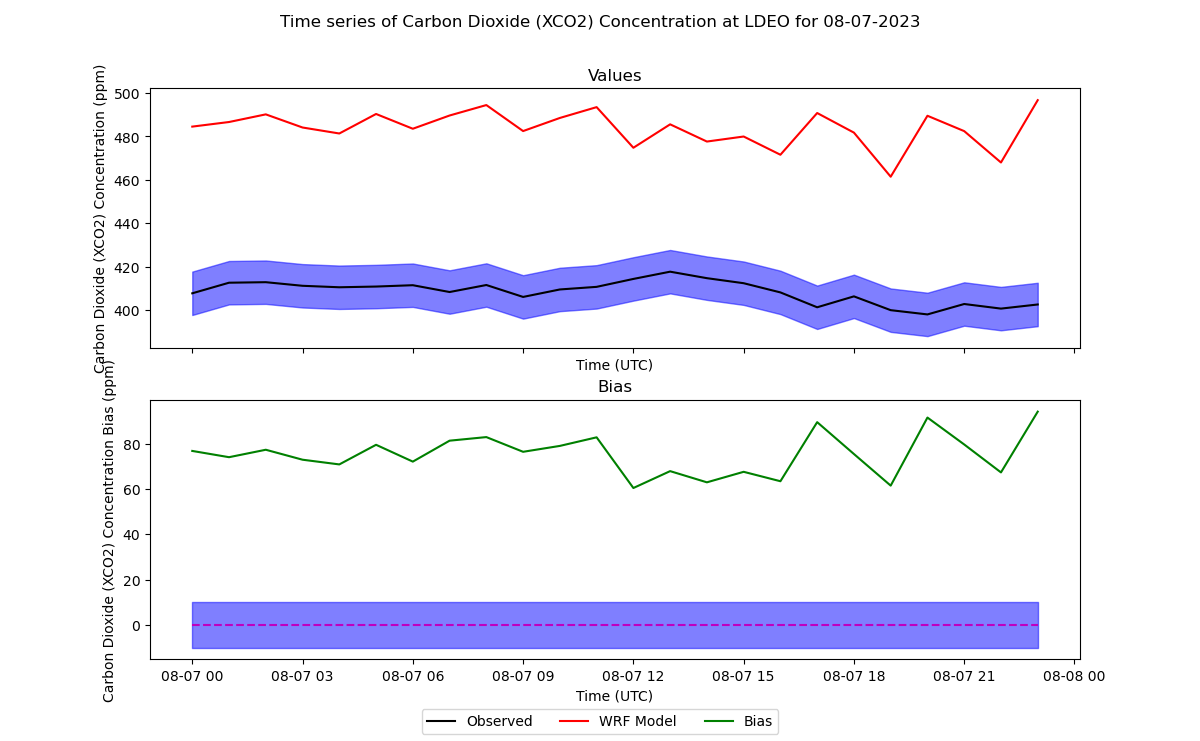 Time series of Carbon Dioxide (XCO2) Concentration at LDEO for 08-07-2023
Values
Carbon Dioxide (XCO2) Concentration (ppm)
500
480
460
440
420
400
Time (UTC)
Bias
Carbon Dioxide (XCO2) Concentration Bias (ppm)
80
60
40
20
0
08-07 00 08-07 03 08-07 06 08-07 09 08-07 12 08-07 15 08-07 18 08-07 21 08-08 00
Time (UTC)
Observed WRF Model Bias